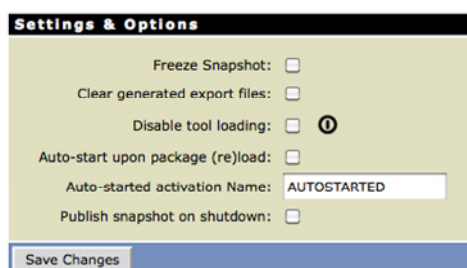 Settings & Options
Freeze Snapshot:
Clear generated export files:
Disable tool loading:
Auto-start upon package (re)load:
Auto-started activation Name: AUTOSTARTED
Publish snapshot on shutdown:
Save Changes